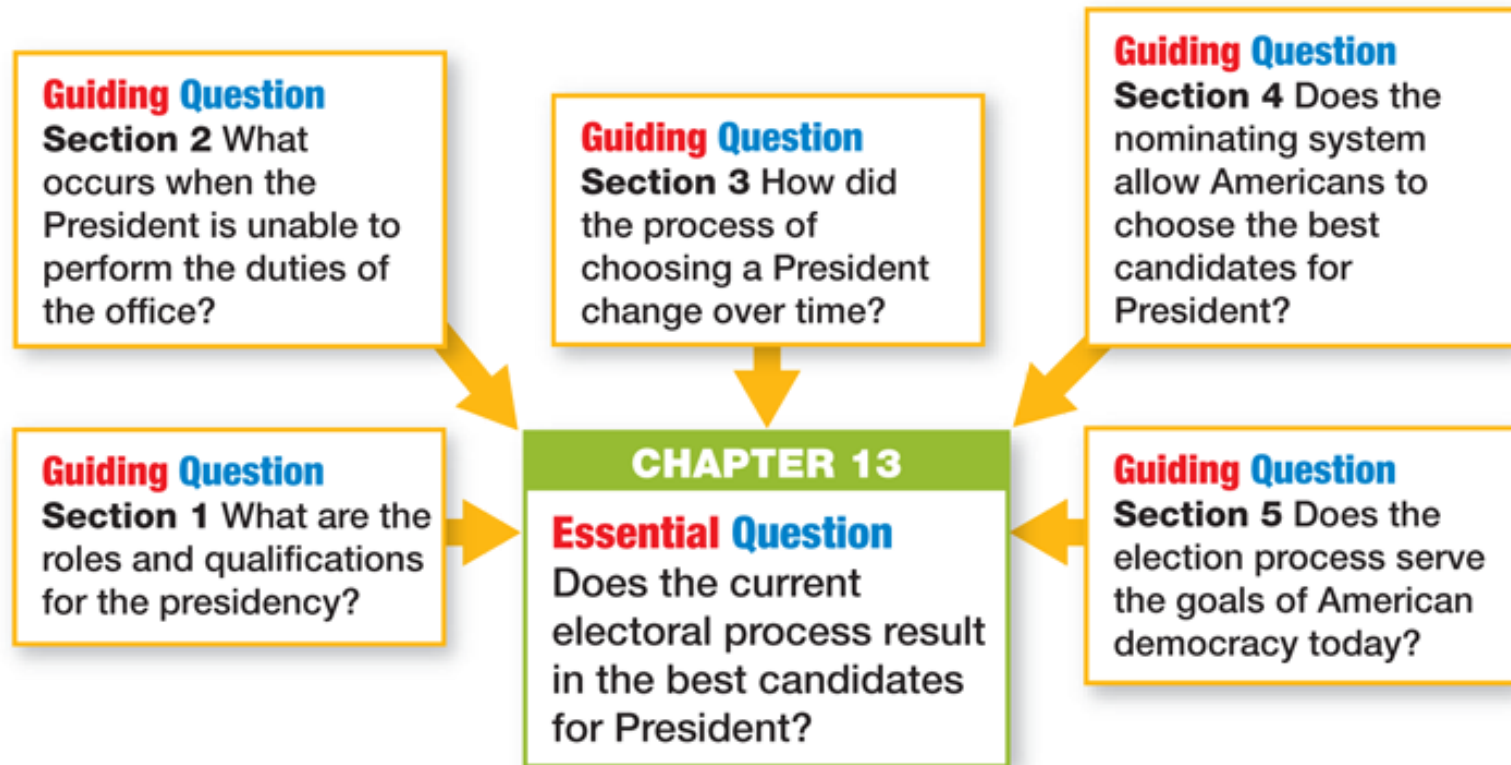 Guiding Question
Section 2 What
occurs when the
President is unable to
perform the duties of
the office?
Guiding Question
Section 3 How did
the process of
choosing a President
change over time?
Guiding Question
Section 4 Does the
nominating system
allow Americans to
choose the best
candidates for
President?
Guiding Question
Section 1 What are the
roles and qualifications
for the presidency?
CHAPTER 13
Essential Question
Does the current
electoral process result
in the best candidates
for President?
Guiding Question
Section 5 Does the
election process serve
the goals of American
democracy today?